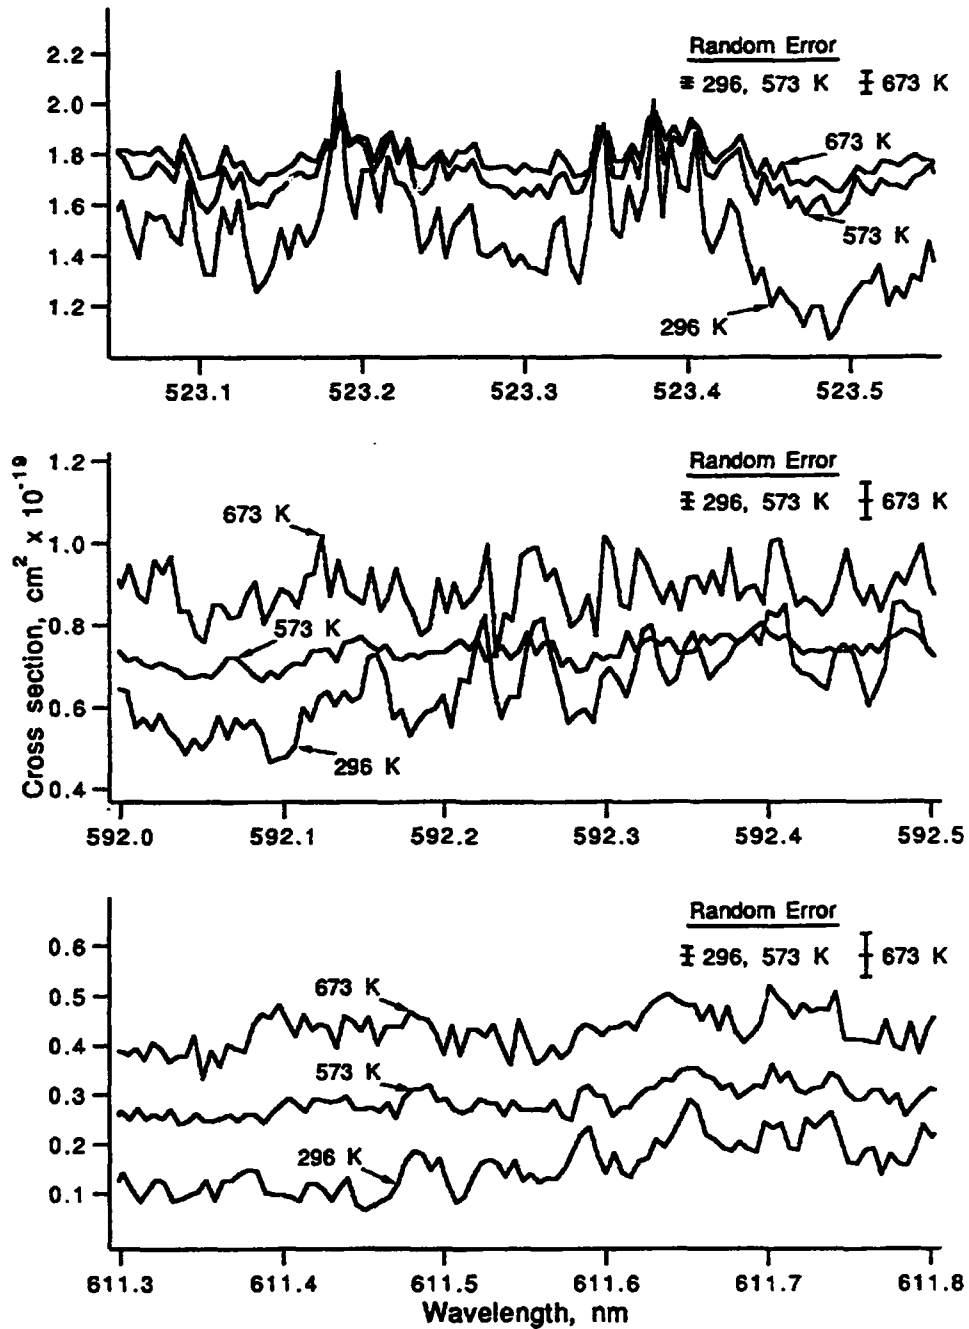 Random Error
296, 573 K 673 K
2.2
2.0
1.8
1.6
1.4
1.2
673 K
573 K
296 K
523.1 523.2 523.3 523.4 523.5
Cross section, cm² x 10⁻¹⁹
Random Error
296, 573 K 673 K
1.2
1.0
0.8
0.6
0.4
673 K
573 K
296 K
592.0 592.1 592.2 592.3 592.4 592.5
Random Error
296, 573 K 673 K
0.6
0.5
0.4
0.3
0.2
0.1
673 K
573 K
296 K
611.3 611.4 611.5 611.6 611.7 611.8
Wavelength, nm